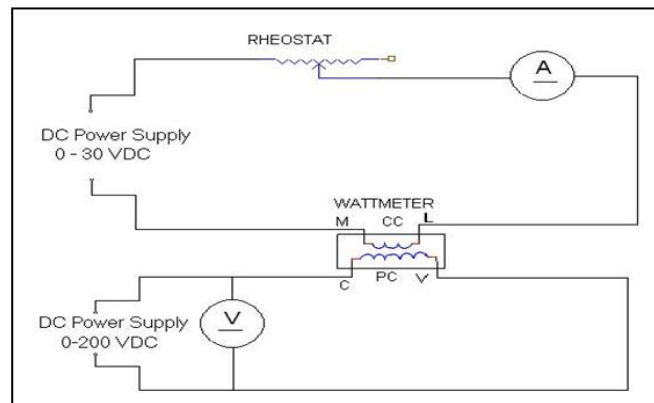 RHEOSTAT
A
DC Power Supply
0 - 30 VDC
WATTMETER
M CC L
C PC V
DC Power Supply
0-200 VDC
V